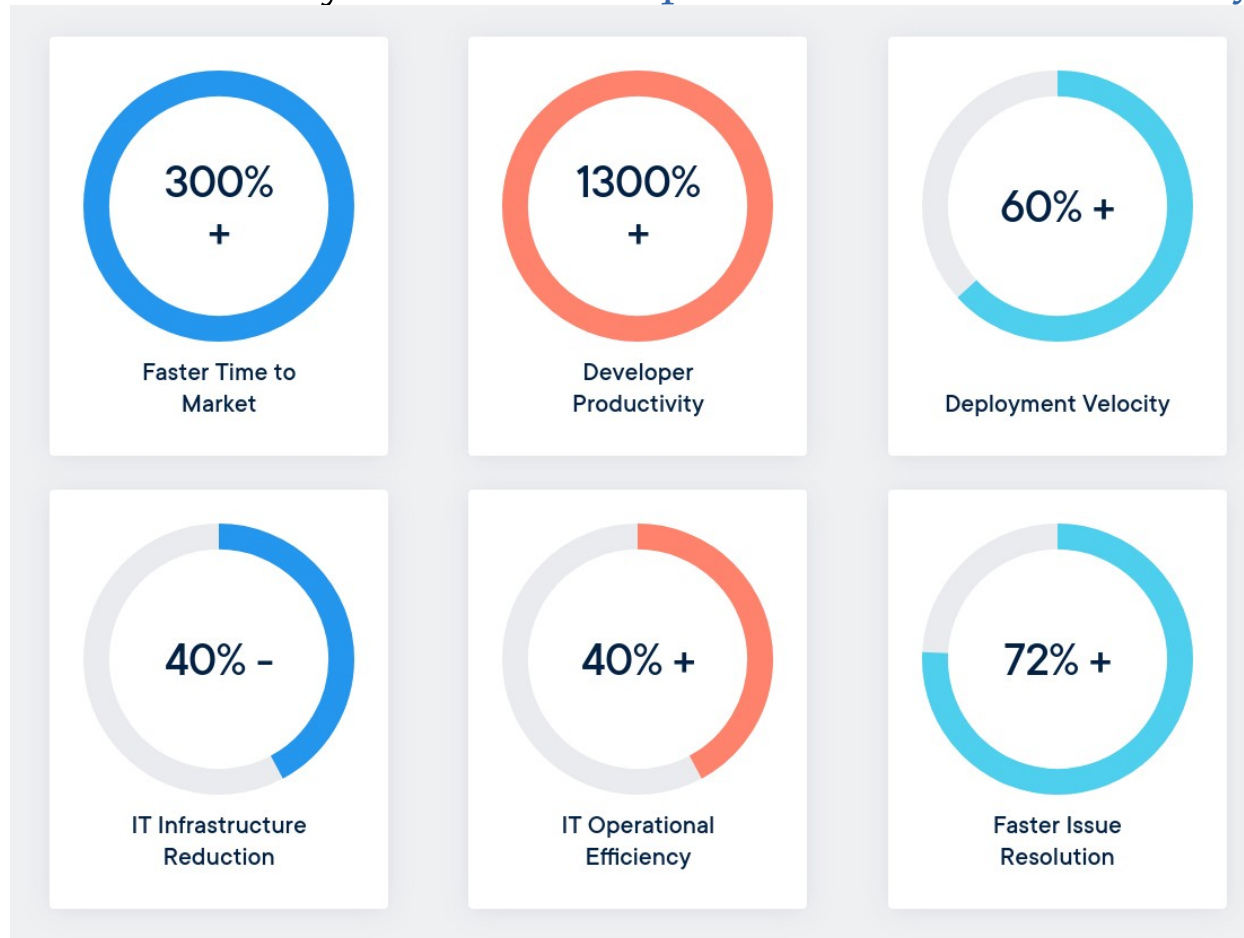 300%
+
Faster Time to
Market
1300%
+
Developer
Productivity
60% +
Deployment Velocity
40% -
IT Infrastructure
Reduction
40% +
IT Operational
Efficiency
72% +
Faster Issue
Resolution